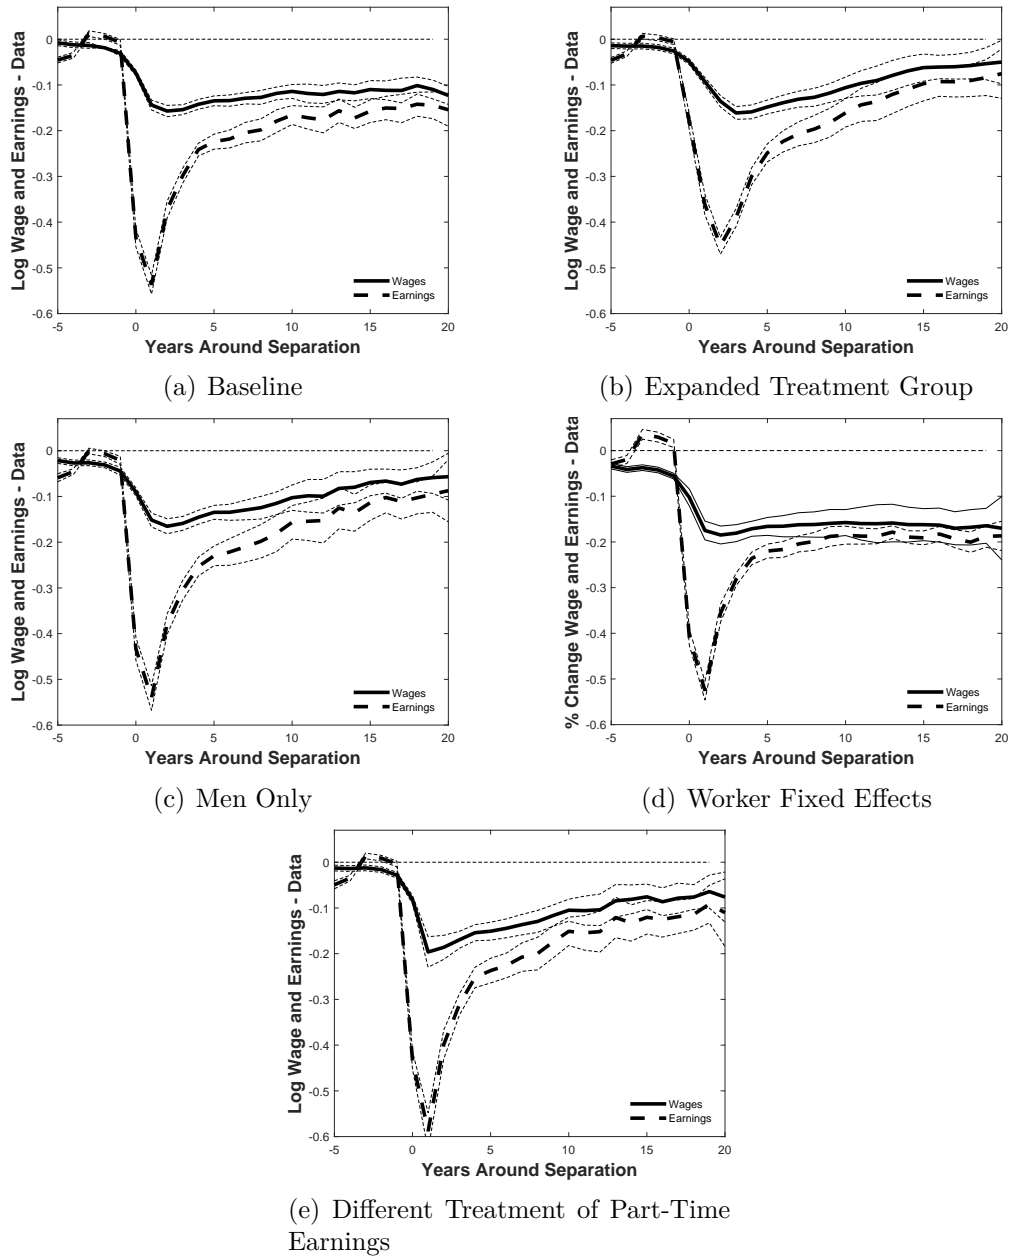 Log Wage and Earnings - Data
0
-0.1
-0.2
-0.3
-0.4
-0.5
-0.6
-5
0
5
10
15
20
Wages
Earnings
Years Around Separation
(a) Baseline
Log Wage and Earnings - Data
0
-0.1
-0.2
-0.3
-0.4
-0.5
-0.6
-5
0
5
10
15
20
Wages
Earnings
Years Around Separation
(b) Expanded Treatment Group
Log Wage and Earnings - Data
0
-0.1
-0.2
-0.3
-0.4
-0.5
-0.6
-5
0
5
10
15
20
Wages
Earnings
Years Around Separation
(c) Men Only
% Change Wage and Earnings - Data
0
-0.1
-0.2
-0.3
-0.4
-0.5
-0.6
-5
0
5
10
15
20
Wages
Earnings
Years Around Separation
(d) Worker Fixed Effects
Log Wage and Earnings - Data
0
-0.1
-0.2
-0.3
-0.4
-0.5
-0.6
-5
0
5
10
15
20
Wages
Earnings
Years Around Separation
(e) Different Treatment of Part-Time
Earnings